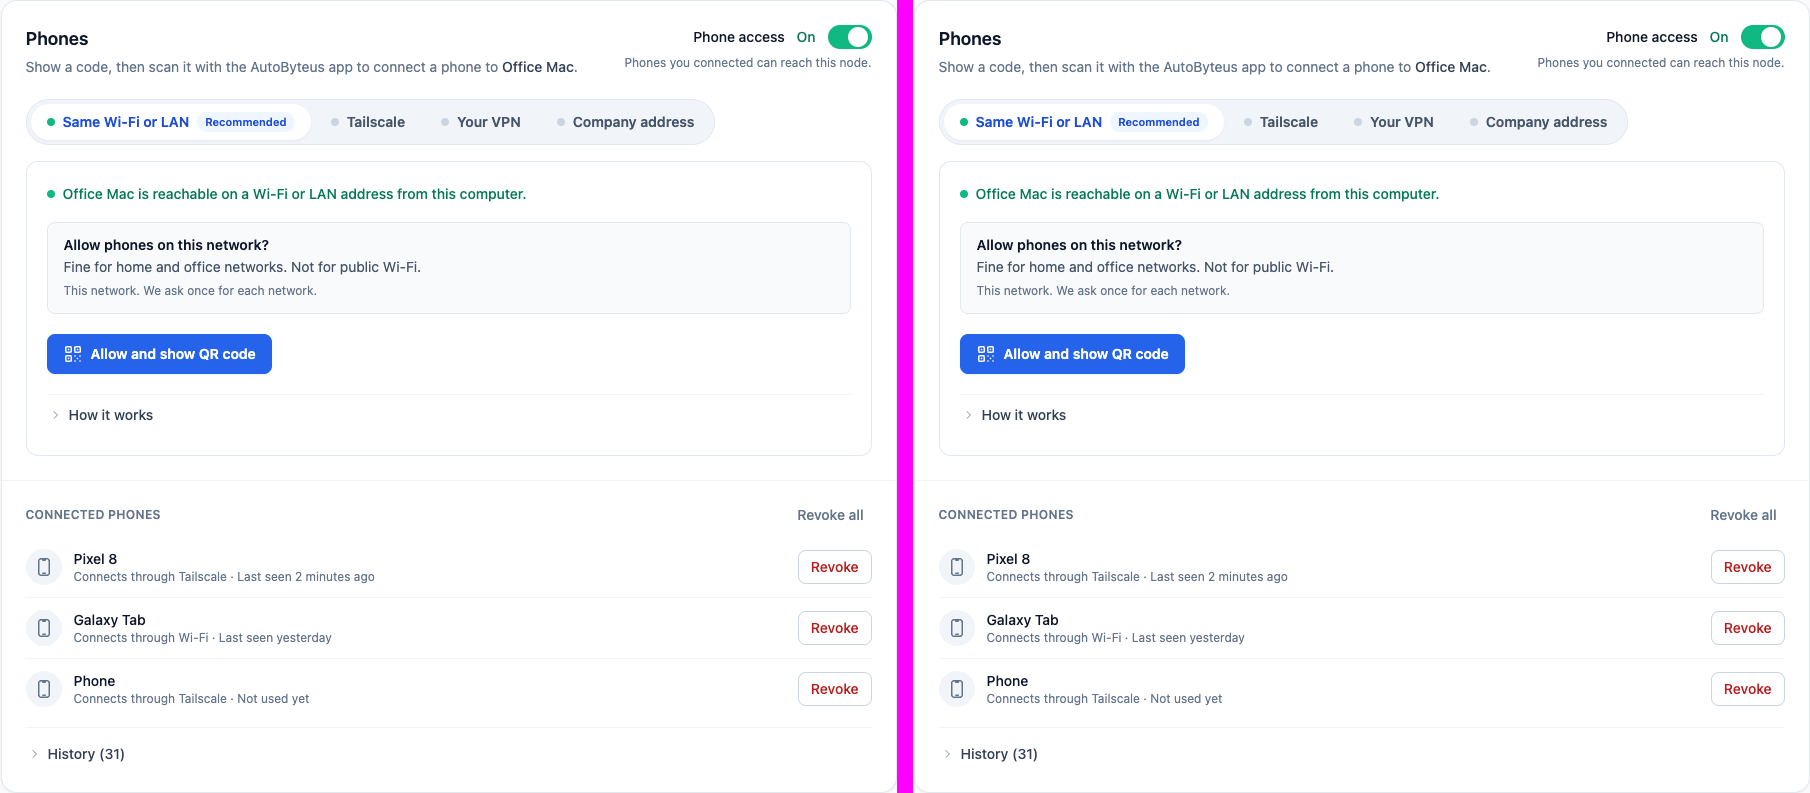 Phones
Phone access On
Show a code, then scan it with the AutoByteus app to connect a phone to Office Mac.
Phones you connected can reach this node.
Same Wi-Fi or LAN Recommended Tailscale Your VPN Company address
Office Mac is reachable on a Wi-Fi or LAN address from this computer.
Allow phones on this network?
Fine for home and office networks. Not for public Wi-Fi.
This network. We ask once for each network.
Allow and show QR code
How it works
CONNECTED PHONES Revoke all
Pixel 8
Connects through Tailscale · Last seen 2 minutes ago
Revoke
Galaxy Tab
Connects through Wi-Fi · Last seen yesterday
Revoke
Phone
Connects through Tailscale · Not used yet
Revoke
History (31)
Phones
Phone access On
Show a code, then scan it with the AutoByteus app to connect a phone to Office Mac.
Phones you connected can reach this node.
Same Wi-Fi or LAN Recommended Tailscale Your VPN Company address
Office Mac is reachable on a Wi-Fi or LAN address from this computer.
Allow phones on this network?
Fine for home and office networks. Not for public Wi-Fi.
This network. We ask once for each network.
Allow and show QR code
How it works
CONNECTED PHONES Revoke all
Pixel 8
Connects through Tailscale · Last seen 2 minutes ago
Revoke
Galaxy Tab
Connects through Wi-Fi · Last seen yesterday
Revoke
Phone
Connects through Tailscale · Not used yet
Revoke
History (31)